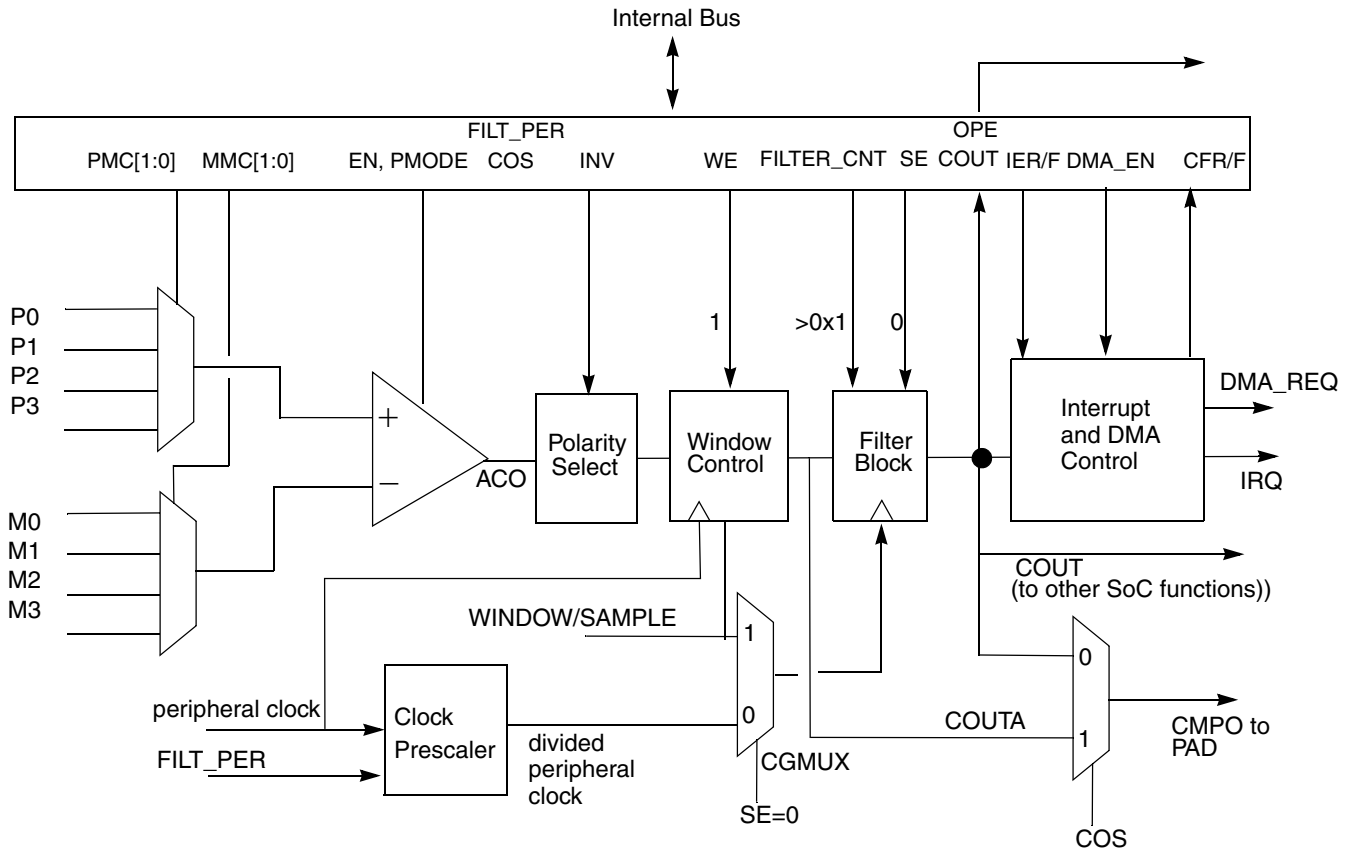 Internal Bus
FILT_PER OPE
PMC[1:0] MMC[1:0] EN, PMODE COS INV WE FILTER_CNT SE COUT IER/F DMA_EN CFR/F
P0
P1
P2
P3
1
>0x1
0
+
−
ACO
Polarity
Select
Window
Control
Filter
Block
Interrupt
and DMA
Control
DMA_REQ
IRQ
M0
M1
M2
M3
COUT
(to other SoC functions))
WINDOW/SAMPLE
1
0
CGMUX
SE=0
peripheral clock
FILT_PER
Clock
Prescaler
divided
peripheral
clock
COUTA
0
1
CMPO to
PAD
COS